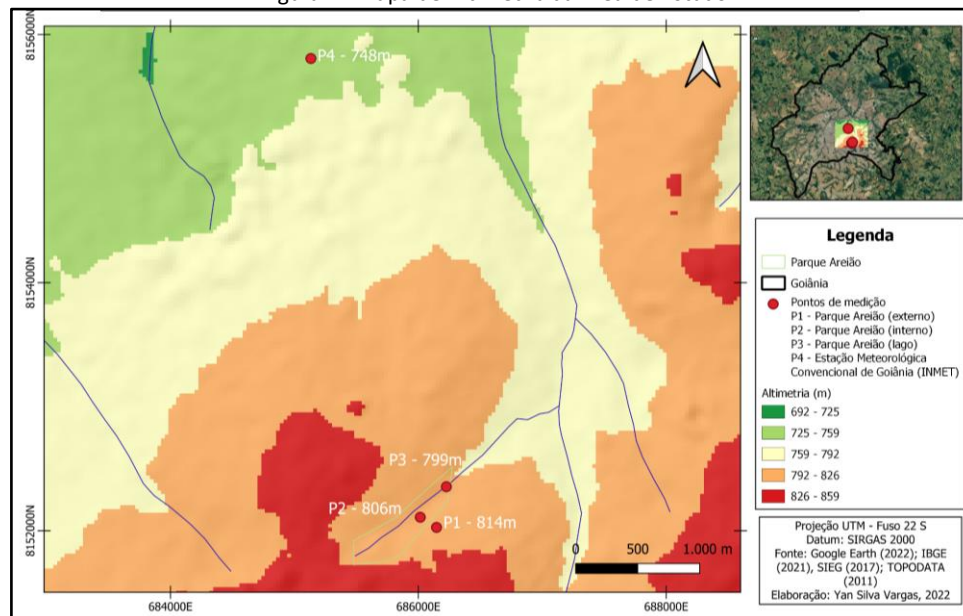 8156000N
8154000N
8152000N
684000E
686000E
688000E
P4 - 748m
P3 - 799m
P2 - 806m
P1 - 814m
0 500 1.000 m
Legenda
Parque Areião
Goiânia
Pontos de medição
P1 - Parque Areião (externo)
P2 - Parque Areião (interno)
P3 - Parque Areião (lago)
P4 - Estação Meteorológica
Convencional de Goiânia (INMET)
Altimetria (m)
692 - 725
725 - 759
759 - 792
792 - 826
826 - 859
Projeção UTM - Fuso 22 S
Datum: SIRGAS 2000
Fonte: Google Earth (2022); IBGE
(2021), SIEG (2017); TOPODATA
(2011)
Elaboração: Yan Silva Vargas, 2022